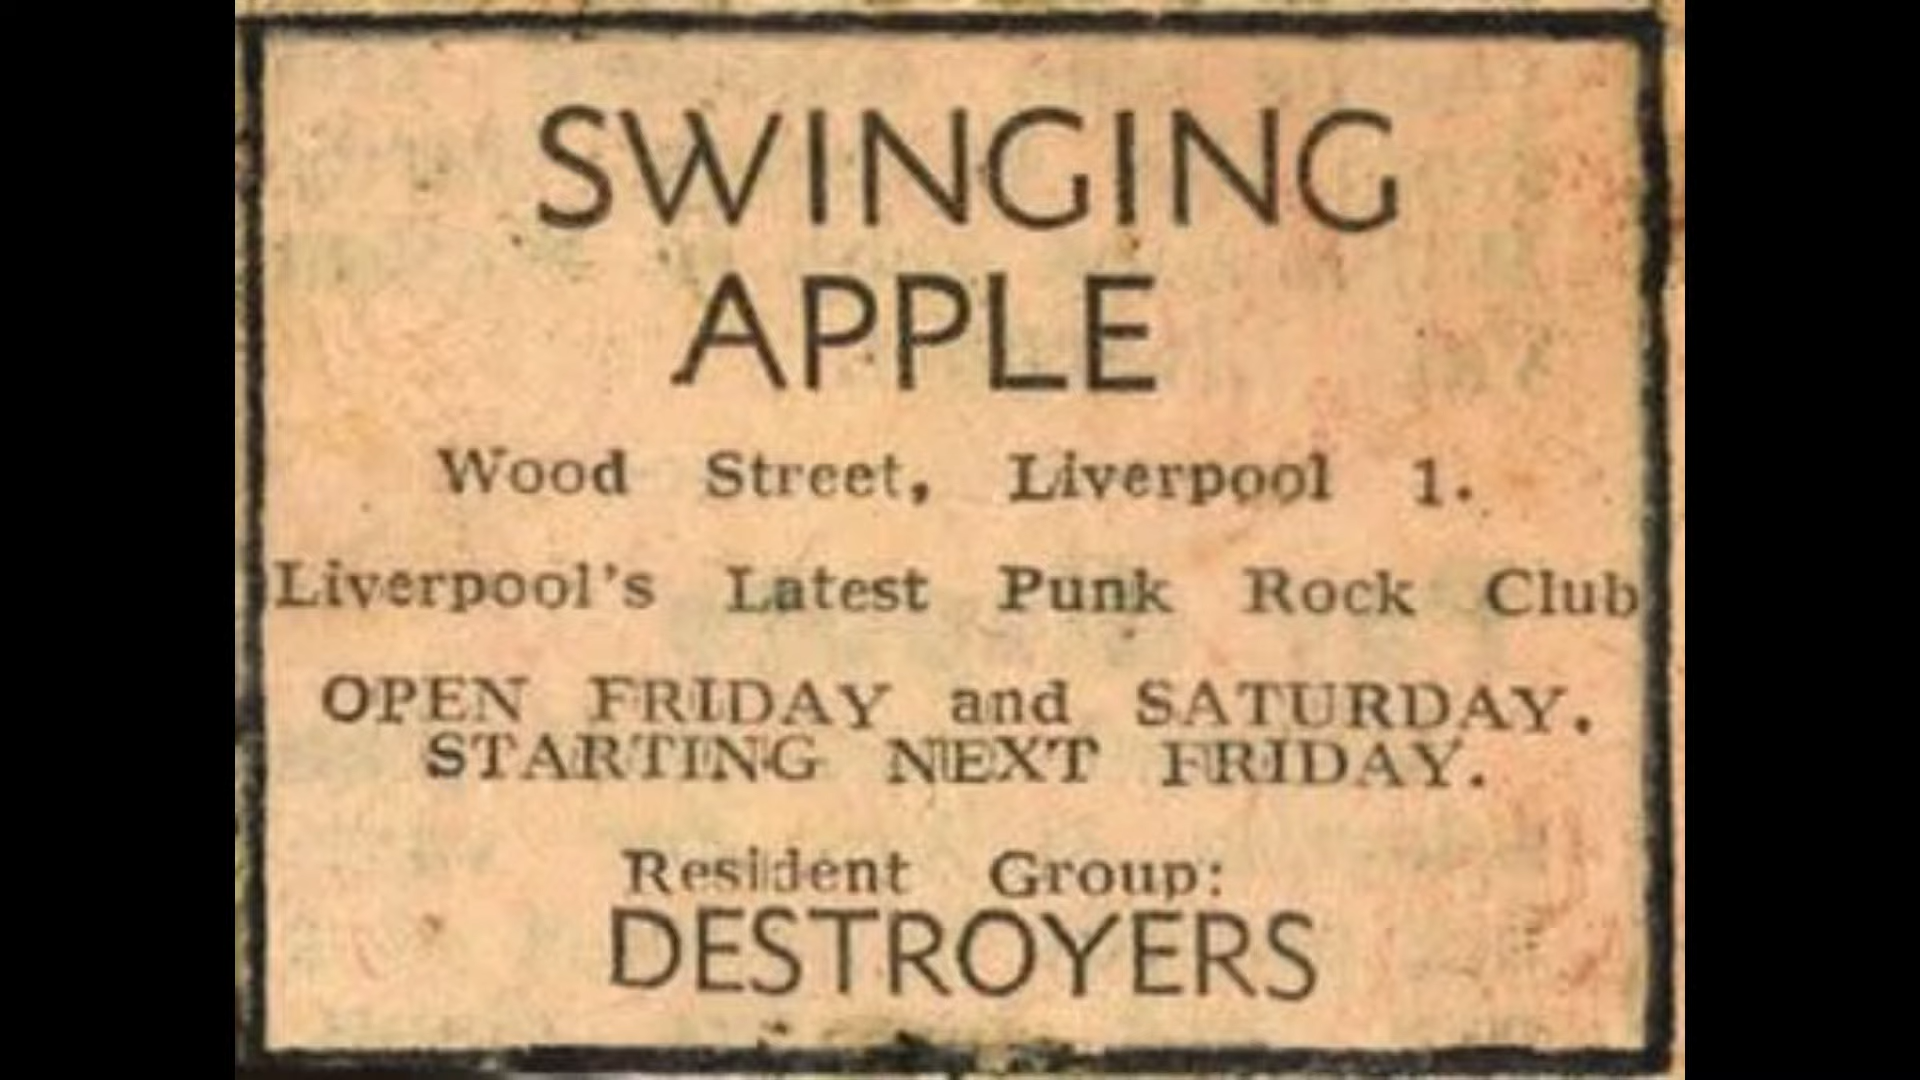 SWINGING
APPLE
Wood Street, Liverpool 1.
Liverpool's Latest Punk Rock Club
OPEN FRIDAY and SATURDAY.
STARTING NEXT FRIDAY.
Resident Group:
DESTROYERS